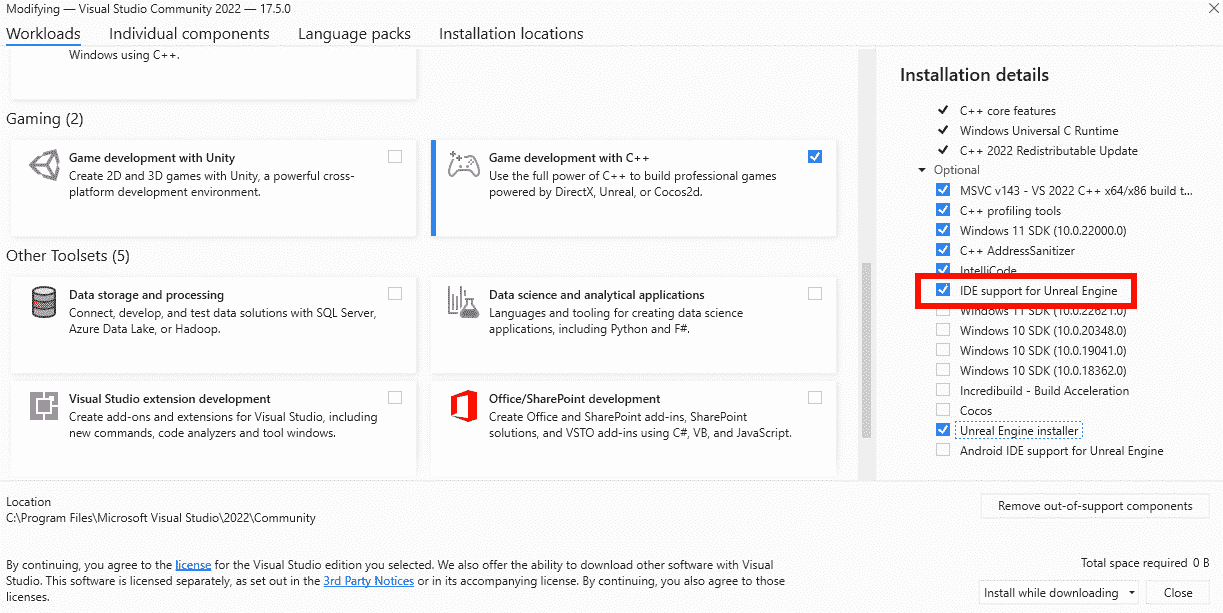 Modifying — Visual Studio Community 2022 — 17.5.0
Workloads
Individual components
Language packs
Installation locations
Windows using C++.
Gaming (2)
Game development with Unity
Create 2D and 3D games with Unity, a powerful cross-
platform development environment.
Game development with C++
Use the full power of C++ to build professional games
powered by DirectX, Unreal, or Cocos2d.
Other Toolsets (5)
Data storage and processing
Connect, develop, and test data solutions with SQL Server,
Azure Data Lake, or Hadoop.
Data science and analytical applications
Languages and tooling for creating data science
applications, including Python and F#.
Visual Studio extension development
Create add-ons and extensions for Visual Studio, including
new commands, code analyzers and tool windows.
Office/SharePoint development
Create Office and SharePoint add-ins, SharePoint
solutions, and VSTO add-ins using C#, VB, and JavaScript.
Installation details
C++ core features
Windows Universal C Runtime
C++ 2022 Redistributable Update
Optional
MSVC v143 - VS 2022 C++ x64/x86 build t...
C++ profiling tools
Windows 11 SDK (10.0.22000.0)
C++ AddressSanitizer
IntelliCode
IDE support for Unreal Engine
Windows 11 SDK (10.0.22621.0)
Windows 10 SDK (10.0.20348.0)
Windows 10 SDK (10.0.19041.0)
Windows 10 SDK (10.0.18362.0)
Incredibuild - Build Acceleration
Cocos
Unreal Engine installer
Android IDE support for Unreal Engine
Location
C:\Program Files\Microsoft Visual Studio\2022\Community
Remove out-of-support components
By continuing, you agree to the license for the Visual Studio edition you selected. We also offer the ability to download other software with Visual
Studio. This software is licensed separately, as set out in the 3rd Party Notices or in its accompanying license. By continuing, you also agree to those
licenses.
Total space required 0 B
Install while downloading
Close